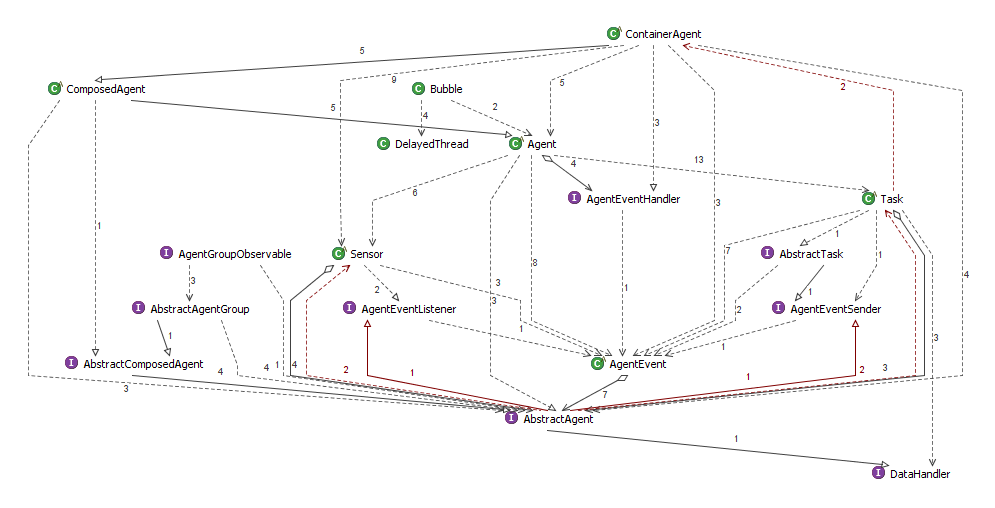 C ContainerAgent
5
C ComposedAgent
9
C Bubble
5
2
5
2
4
3
C DelayedThread
C Agent
13
4
6
I AgentEventHandler
C Task
3
1
7
1
1
I AgentGroupObservable
C Sensor
I AbstractTask
8
4
3
2
3
1
1
I AbstractAgentGroup
I AgentEventListener
3
2
I AgentEventSender
1
1
1
3
I AbstractComposedAgent
C AgentEvent
4
1
4
2
1
1
2
3
3
7
I AbstractAgent
1
I DataHandler